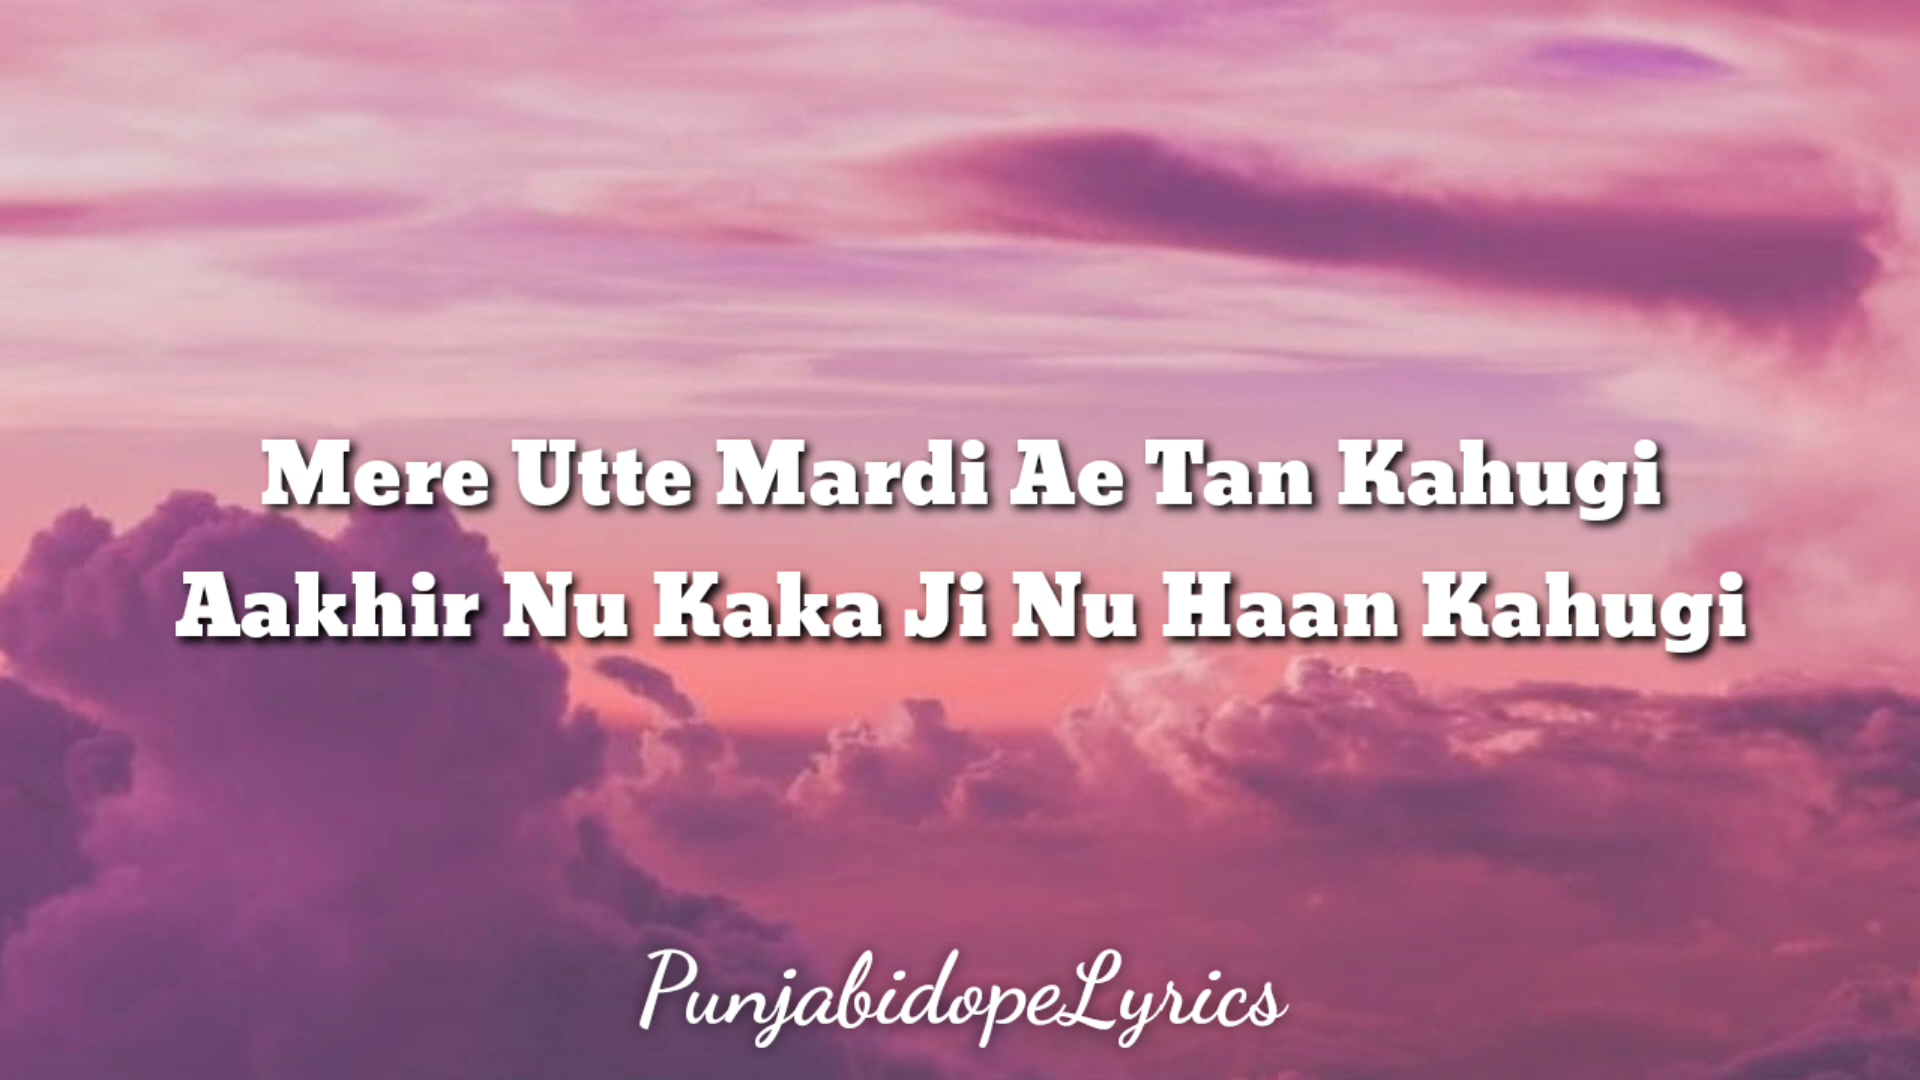 Mere Utte Mardi Ae Tan Kahugi
Aakhir Nu Kaka Ji Nu Haan Kahugi
PunjabidopeLyrics